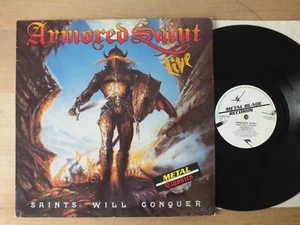 Armored Saint
Live
METAL
Classics
SAINTS WILL CONQUER
METAL BLADE
RECORDS